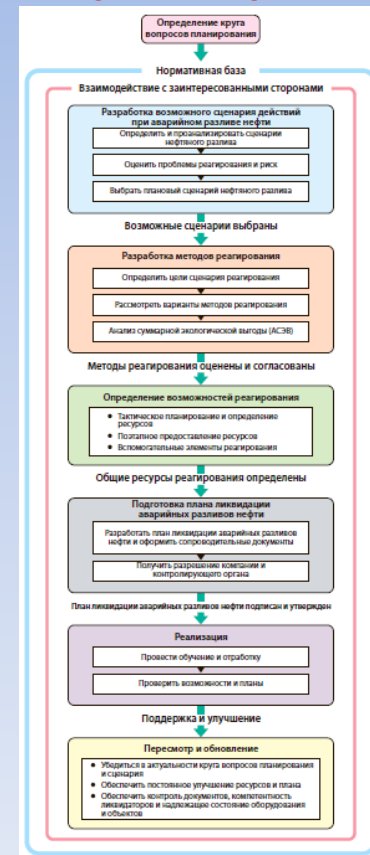 Определение круга
вопросов планирования
Нормативная база
Взаимодействие с заинтересованными сторонами
Разработка возможного сценария действий
при аварийном разливе нефти
Определить и проанализировать сценарии
нефтяного разлива
Оценить проблемы реагирования и риск
Выбрать плановый сценарий нефтяного разлива
Возможные сценарии выбраны
Разработка методов реагирования
Определить цели сценария реагирования
Рассмотреть варианты методов реагирования
Анализ суммарной экологической выгоды (АСЭВ)
Методы реагирования оценены и согласованы
Определение возможностей реагирования
• Тактическое планирование и определение
ресурсов
• Поэтапное предоставление ресурсов
• Вспомогательные элементы реагирования
Общие ресурсы реагирования определены
Подготовка плана ликвидации
аварийных разливов нефти
Разработать план ликвидации аварийных разливов
нефти и оформить сопроводительные документы
Получить разрешение компании и
контролирующего органа
План ликвидации аварийных разливов нефти подписан и утвержден
Реализация
Провести обучение и отработку
Проверить возможности и планы
Поддержка и улучшение
Пересмотр и обновление
• Убедиться в актуальности круга вопросов планирования
и сценария
• Обеспечить постоянное улучшение ресурсов и плана
• Обеспечить контроль документов, компетентность
ликвидаторов и надлежащее состояние оборудования
и объектов